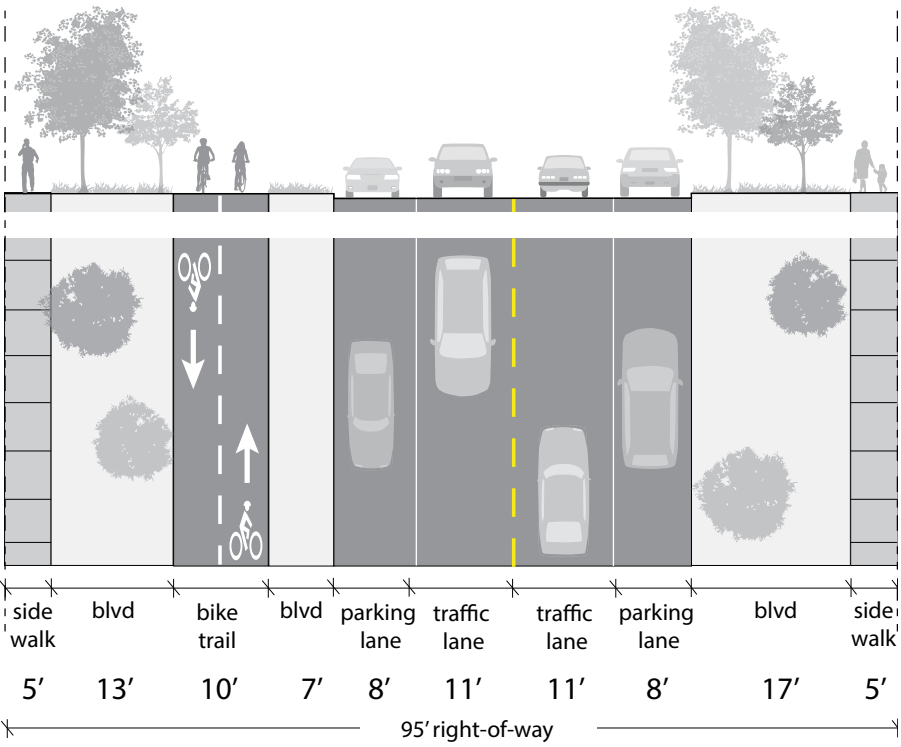 side
walk
blvd
bike
trail
blvd
parking
lane
traffic
lane
traffic
lane
parking
lane
blvd
side
walk
5′ 13′ 10′ 7′ 8′ 11′ 11′ 8′ 17′ 5′
95′ right-of-way